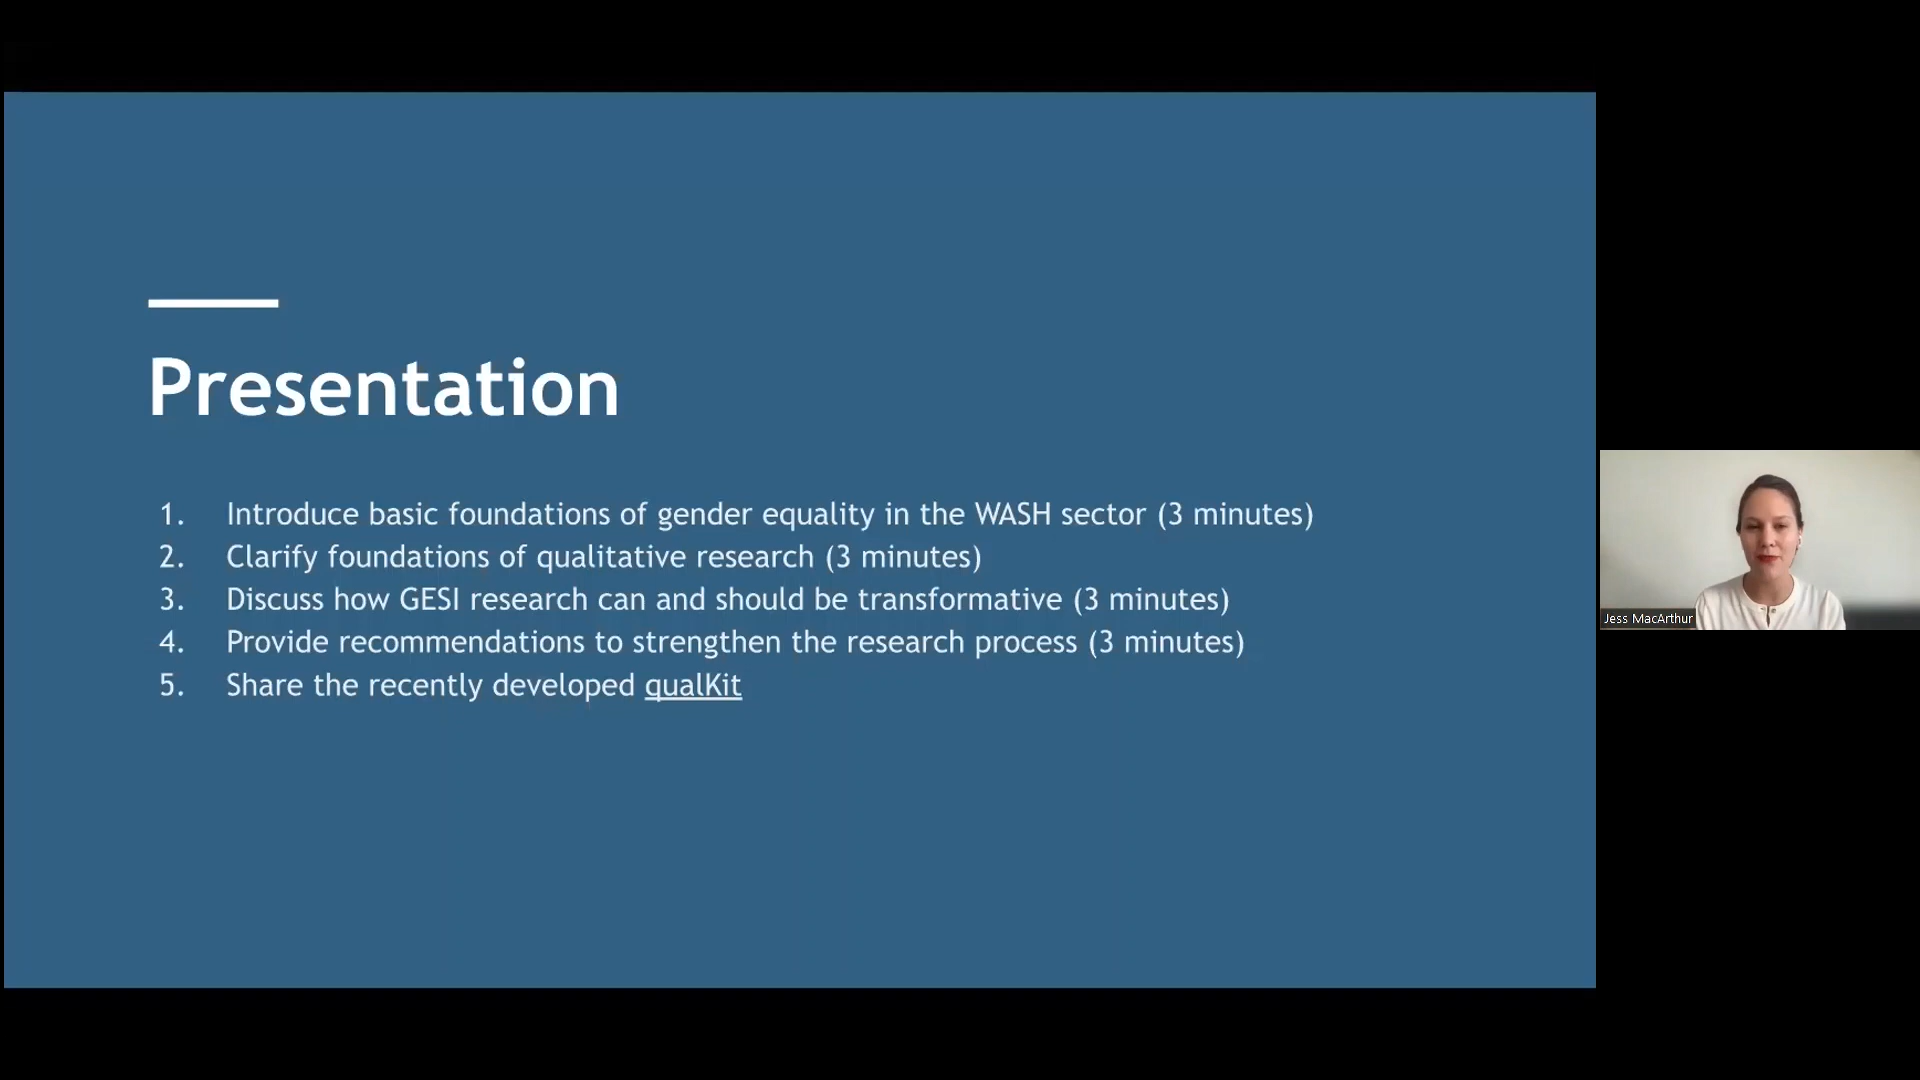 Presentation
1. Introduce basic foundations of gender equality in the WASH sector (3 minutes)
2. Clarify foundations of qualitative research (3 minutes)
3. Discuss how GESI research can and should be transformative (3 minutes)
4. Provide recommendations to strengthen the research process (3 minutes)
5. Share the recently developed qualKit
Jess MacArthur